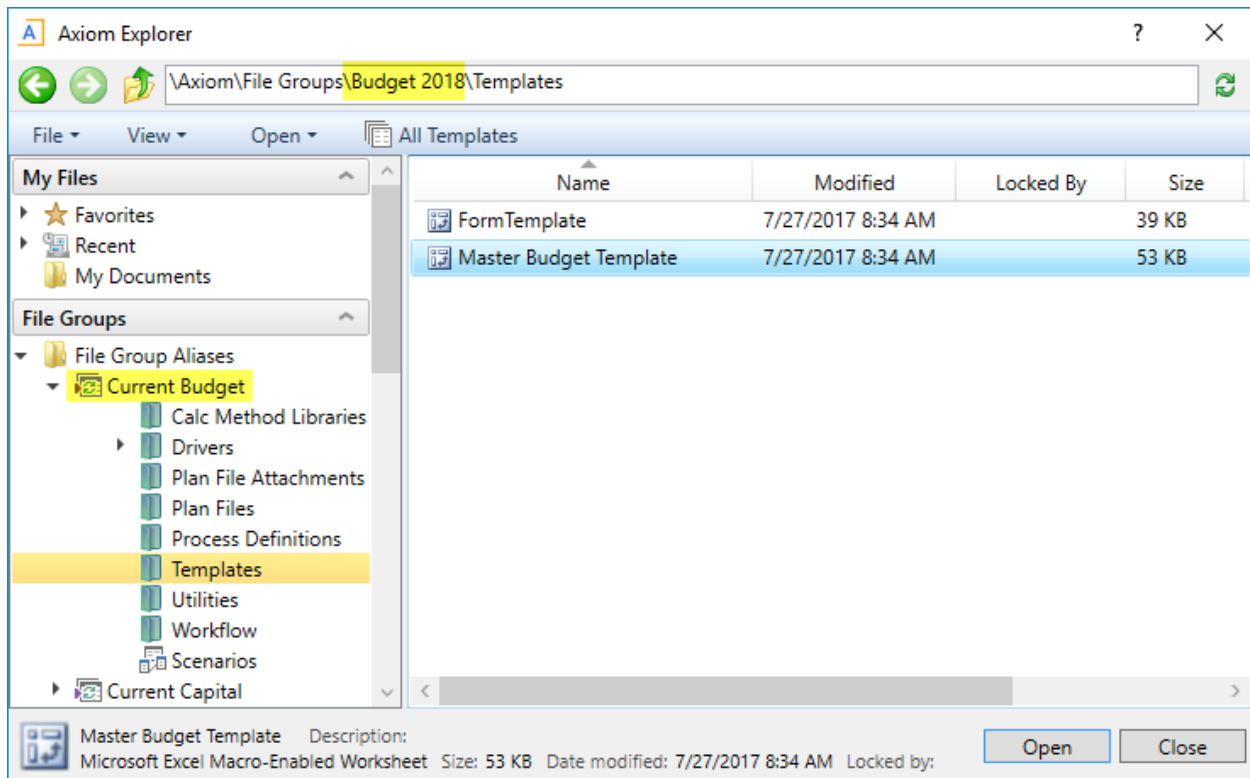 A Axiom Explorer ?
\Axiom\File Groups\Budget 2018\Templates
File View Open All Templates
My Files
Favorites
Recent
My Documents
File Groups
File Group Aliases
Current Budget
Calc Method Libraries
Drivers
Plan File Attachments
Plan Files
Process Definitions
Templates
Utilities
Workflow
Scenarios
Current Capital
Name Modified Locked By Size
FormTemplate 7/27/2017 8:34 AM 39 KB
Master Budget Template 7/27/2017 8:34 AM 53 KB
Master Budget Template Description:
Microsoft Excel Macro-Enabled Worksheet Size: 53 KB Date modified: 7/27/2017 8:34 AM Locked by:
Open Close